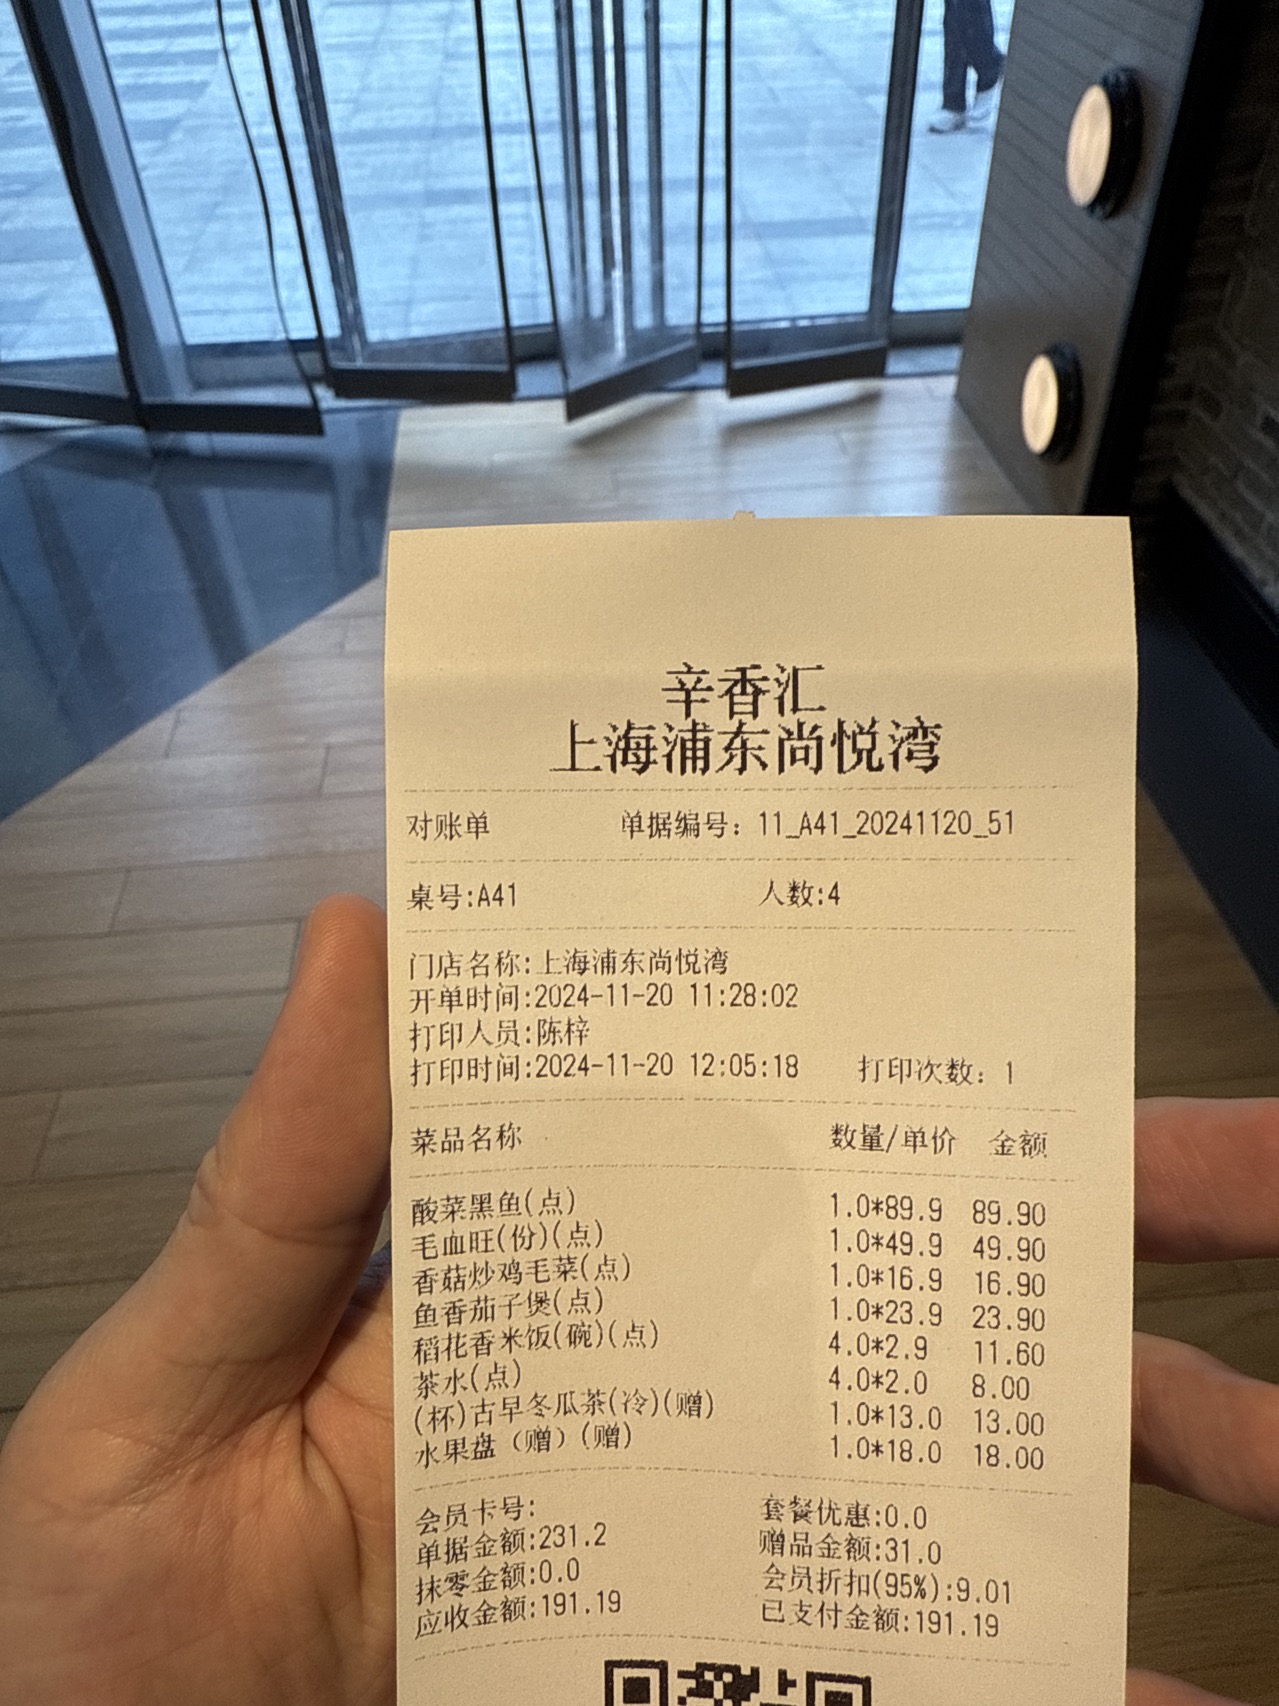 辛香汇
上海浦东尚悦湾
对账单 单据编号：11_A41_20241120_51
桌号:A41 人数:4
门店名称:上海浦东尚悦湾
开单时间:2024-11-20 11:28:02
打印人员:陈梓
打印时间:2024-11-20 12:05:18 打印次数：1
菜品名称 数量/单价 金额
酸菜黑鱼(点) 1.0*89.9 89.90
毛血旺(份)(点) 1.0*49.9 49.90
香菇炒鸡毛菜(点) 1.0*16.9 16.90
鱼香茄子煲(点) 1.0*23.9 23.90
稻花香米饭(碗)(点) 4.0*2.9 11.60
茶水(点) 4.0*2.0 8.00
(杯)古早冬瓜茶(冷)(赠) 1.0*13.0 13.00
水果盘（赠）(赠) 1.0*18.0 18.00
会员卡号: 套餐优惠:0.0
单据金额:231.2 赠品金额:31.0
抹零金额:0.0 会员折扣(95%):9.01
应收金额:191.19 已支付金额:191.19